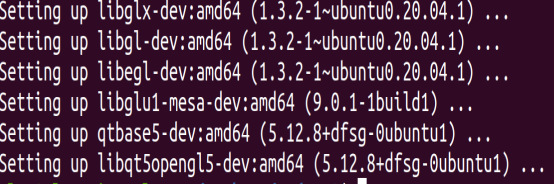 Setting up libglx-dev:amd64 (1.3.2-1~ubuntu0.20.04.1) ...
Setting up libgl-dev:amd64 (1.3.2-1~ubuntu0.20.04.1) ...
Setting up libegl-dev:amd64 (1.3.2-1~ubuntu0.20.04.1) ...
Setting up libglu1-mesa-dev:amd64 (9.0.1-1build1) ...
Setting up qtbase5-dev:amd64 (5.12.8+dfsg-0ubuntu1) ...
Setting up libqt5opengl5-dev:amd64 (5.12.8+dfsg-0ubuntu1) ...